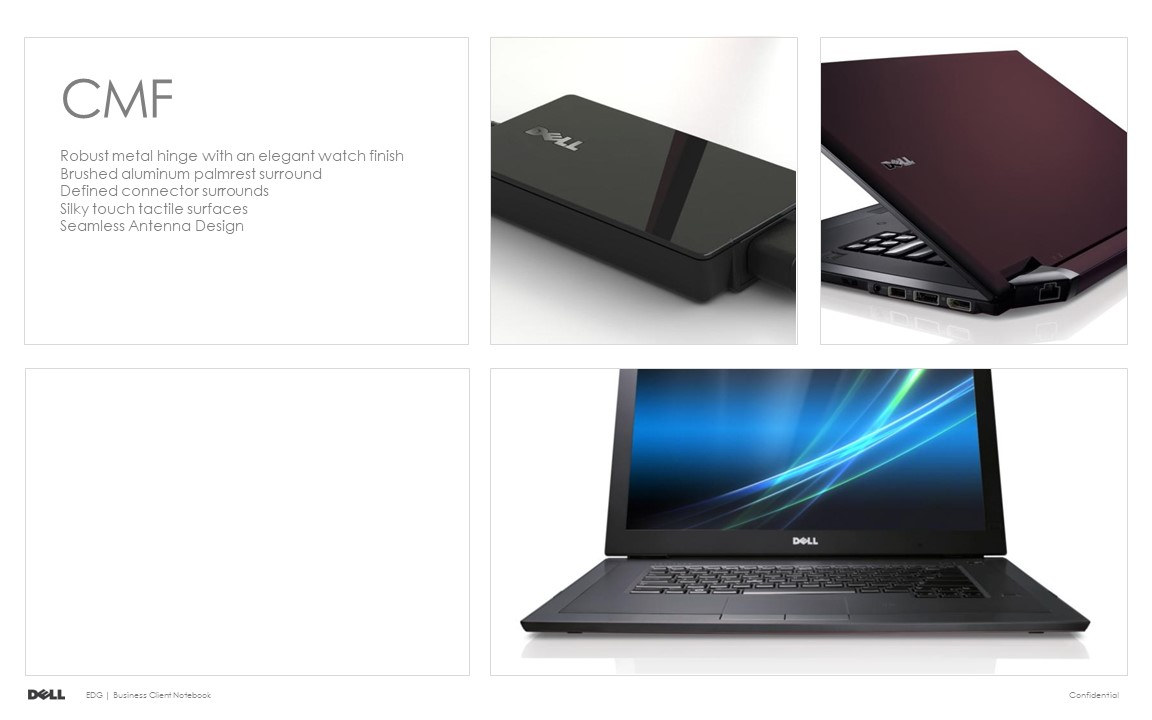 CMF
Robust metal hinge with an elegant watch finish
Brushed aluminum palmrest surround
Defined connector surrounds
Silky touch tactile surfaces
Seamless Antenna Design
DELL
DELL
DELL
DELL
EDG | Business Client Notebook
Confidential